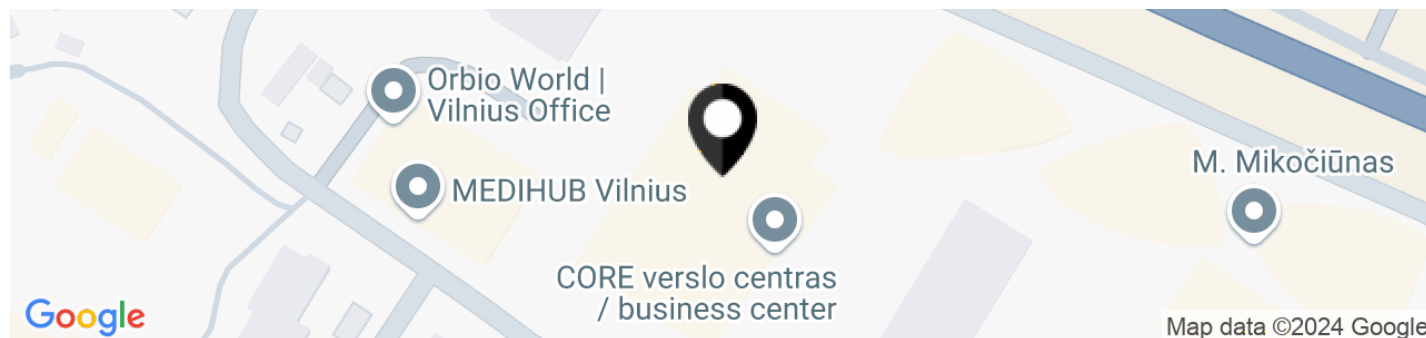 Orbio World |
Vilnius Office
MEDIHUB Vilnius
M. Mikočiūnas
CORE verslo centras
/ business center
Google
Map data ©2024 Google